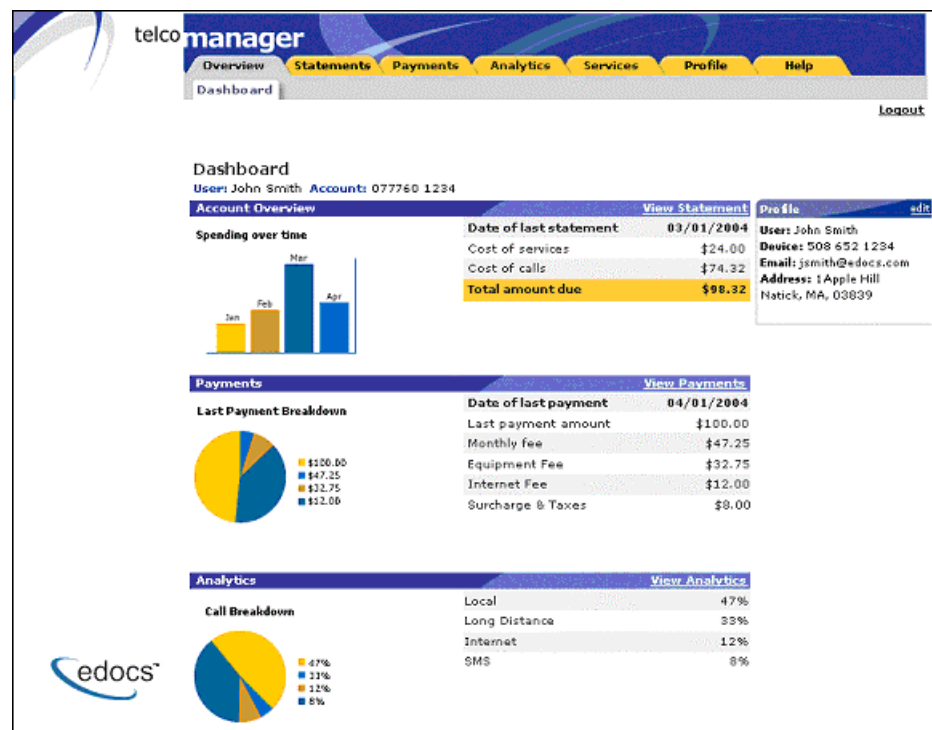 telco manager
Overview Statements Payments Analytics Services Profile Help
Dashboard
Logout
Dashboard
User: John Smith Account: 077760 1234
Account Overview View Statement
Spending over time
Jan Feb Mar Apr
Date of last statement 03/01/2004
Cost of services $24.00
Cost of calls $74.32
Total amount due $98.32
Profile edit
User: John Smith
Device: 508 652 1234
Email: jsmith@edocs.com
Address: 1 Apple Hill
Natick, MA, 03839
Payments View Payments
Last Payment Breakdown
$100.00
$47.25
$32.75
$12.00
Date of last payment 04/01/2004
Last payment amount $100.00
Monthly fee $47.25
Equipment Fee $32.75
Internet Fee $12.00
Surcharge & Taxes $8.00
Analytics View Analytics
Call Breakdown
47%
33%
12%
8%
Local 47%
Long Distance 33%
Internet 12%
SMS 8%
edocs™